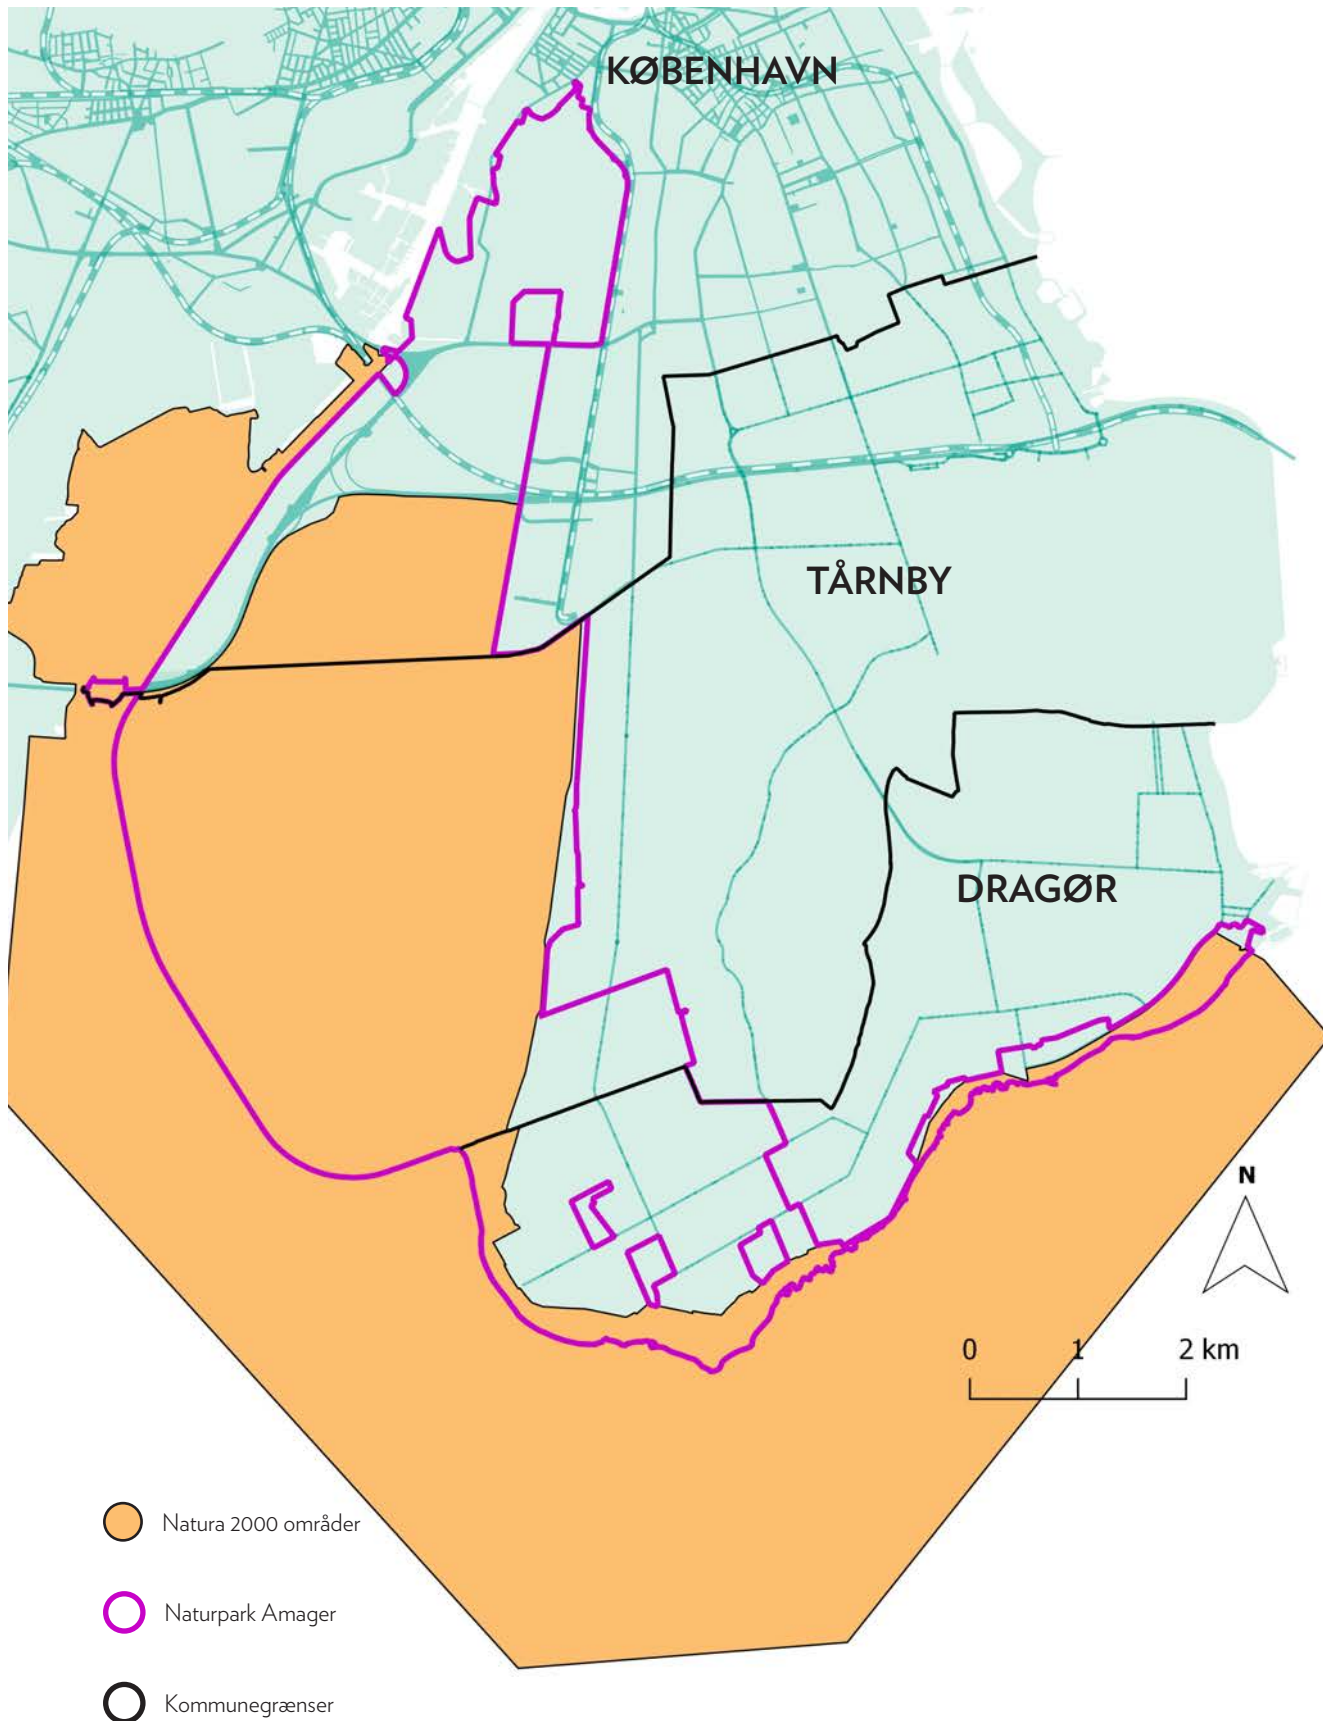 KØBENHAVN
TÅRNBY
DRAGØR
N
0 1 2 km
Natura 2000 områder
Naturpark Amager
Kommunegrænser